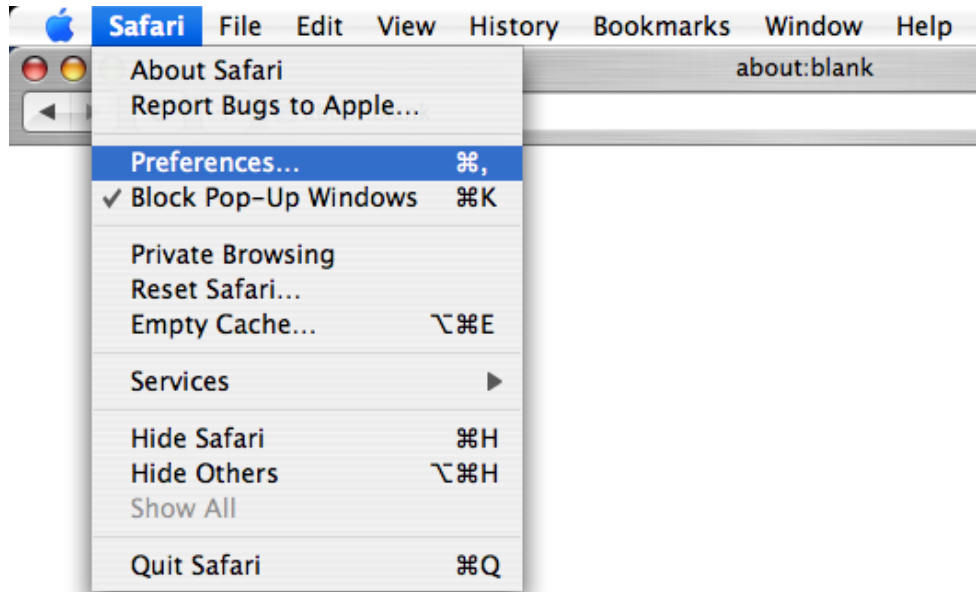 Safari File Edit View History Bookmarks Window Help
about:blank
About Safari
Report Bugs to Apple...
Preferences... ⌘,
✓ Block Pop-Up Windows ⌘K
Private Browsing
Reset Safari...
Empty Cache... ⌥⌘E
Services ▶
Hide Safari ⌘H
Hide Others ⌥⌘H
Show All
Quit Safari ⌘Q